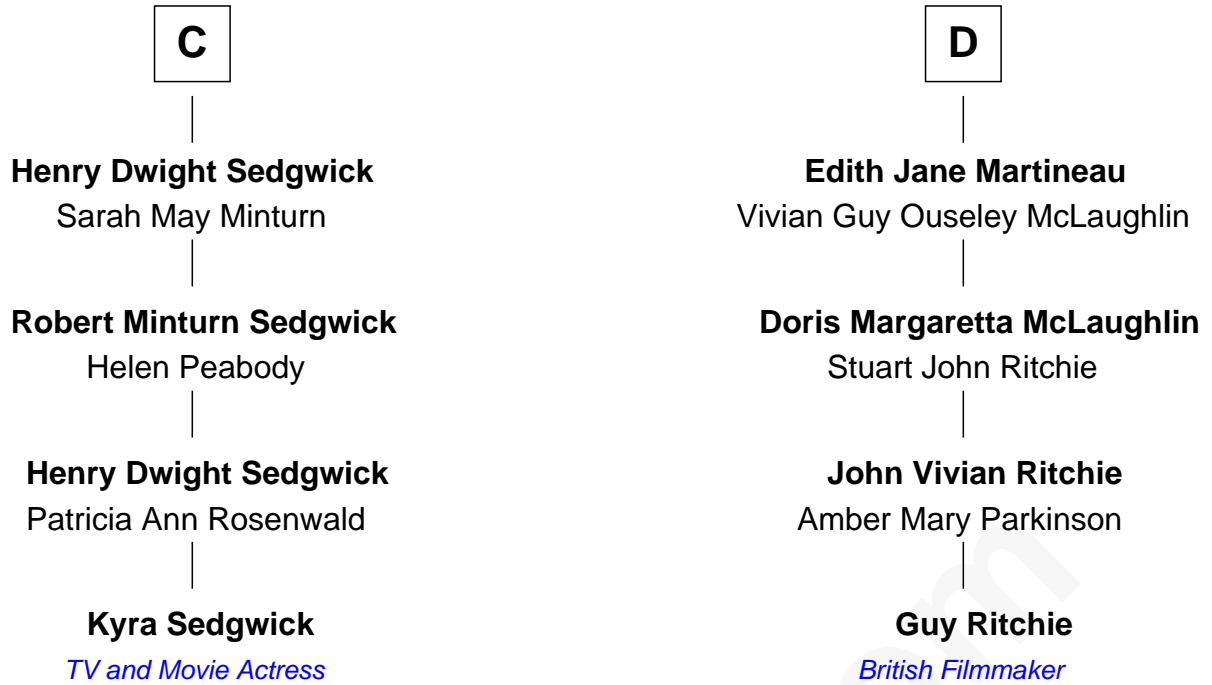 C
Henry Dwight Sedgwick
Sarah May Minturn
Robert Minturn Sedgwick
Helen Peabody
Henry Dwight Sedgwick
Patricia Ann Rosenwald
Kyra Sedgwick
TV and Movie Actress
D
Edith Jane Martineau
Vivian Guy Ouseley McLaughlin
Doris Margaretta McLaughlin
Stuart John Ritchie
John Vivian Ritchie
Amber Mary Parkinson
Guy Ritchie
British Filmmaker
om